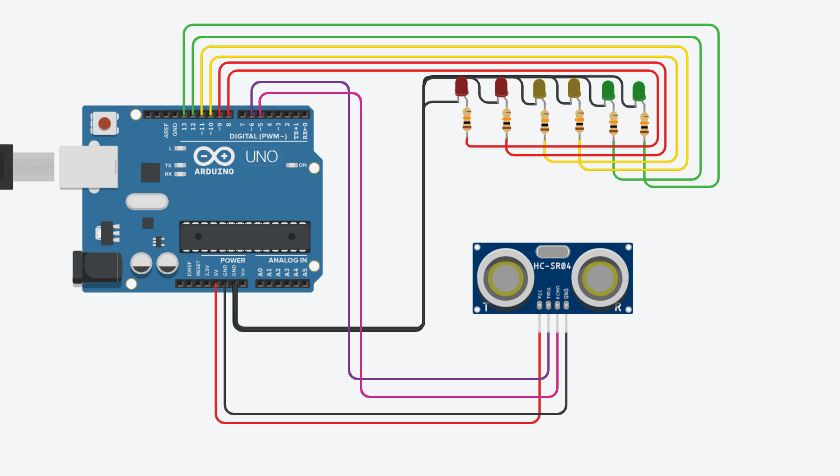 AREF
GND
13
12
~11
~10
~9
8
7
~6
~5
4
~3
2
TX→1
RX←0
DIGITAL (PWM~)
L
TX
RX
ARDUINO
UNO
ON
POWER
ANALOG IN
IOREF
RESET
3.3V
5V
GND
GND
Vin
A0
A1
A2
A3
A4
A5
HC-SR04
T
R
VCC
TRIG
ECHO
GND